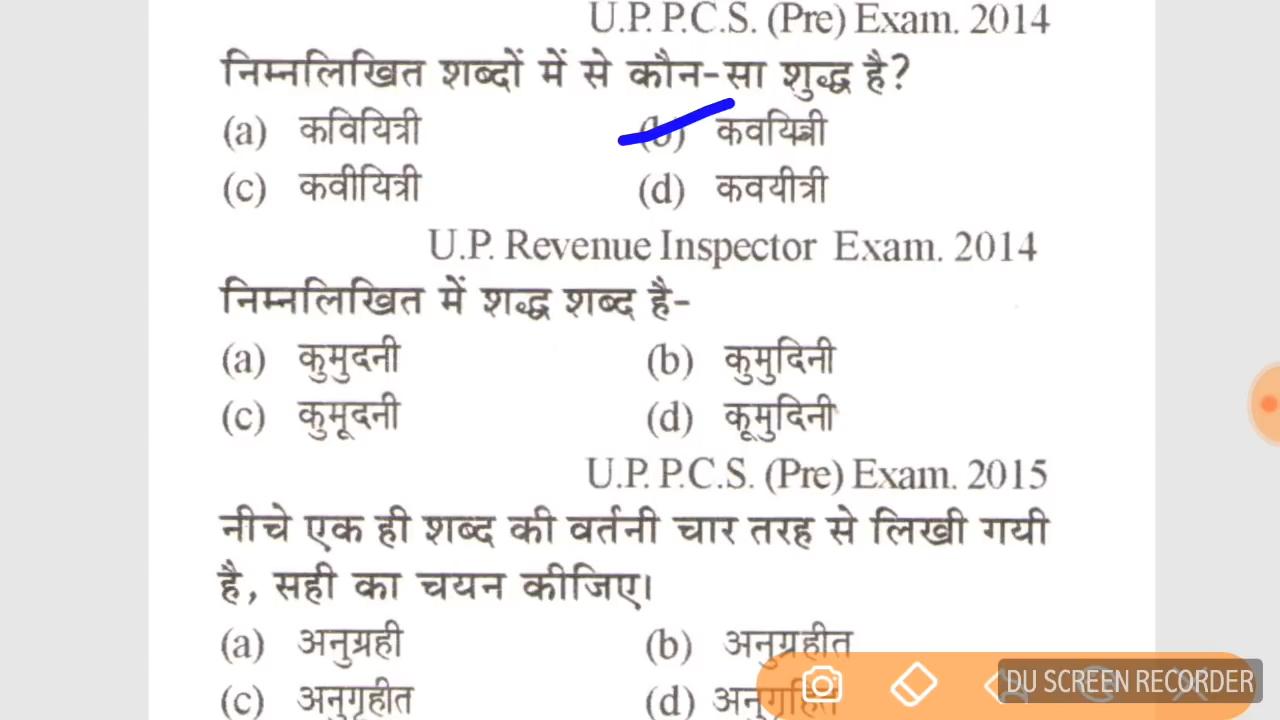 U.P. P.C.S. (Pre) Exam. 2014
निम्नलिखित शब्दों में से कौन-सा शुद्ध है?
(a) कवियित्री (b) कवयित्री
(c) कवीयित्री (d) कवयीत्री
U.P. Revenue Inspector Exam. 2014
निम्नलिखित में शद्ध शब्द है-
(a) कुमुदनी (b) कुमुदिनी
(c) कुमूदनी (d) कूमुदिनी
U.P. P.C.S. (Pre) Exam. 2015
नीचे एक ही शब्द की वर्तनी चार तरह से लिखी गयी
है, सही का चयन कीजिए।
(a) अनुग्रही (b) अनुग्रहीत
(c) अनुगृहीत (d)
DU SCREEN RECORDER